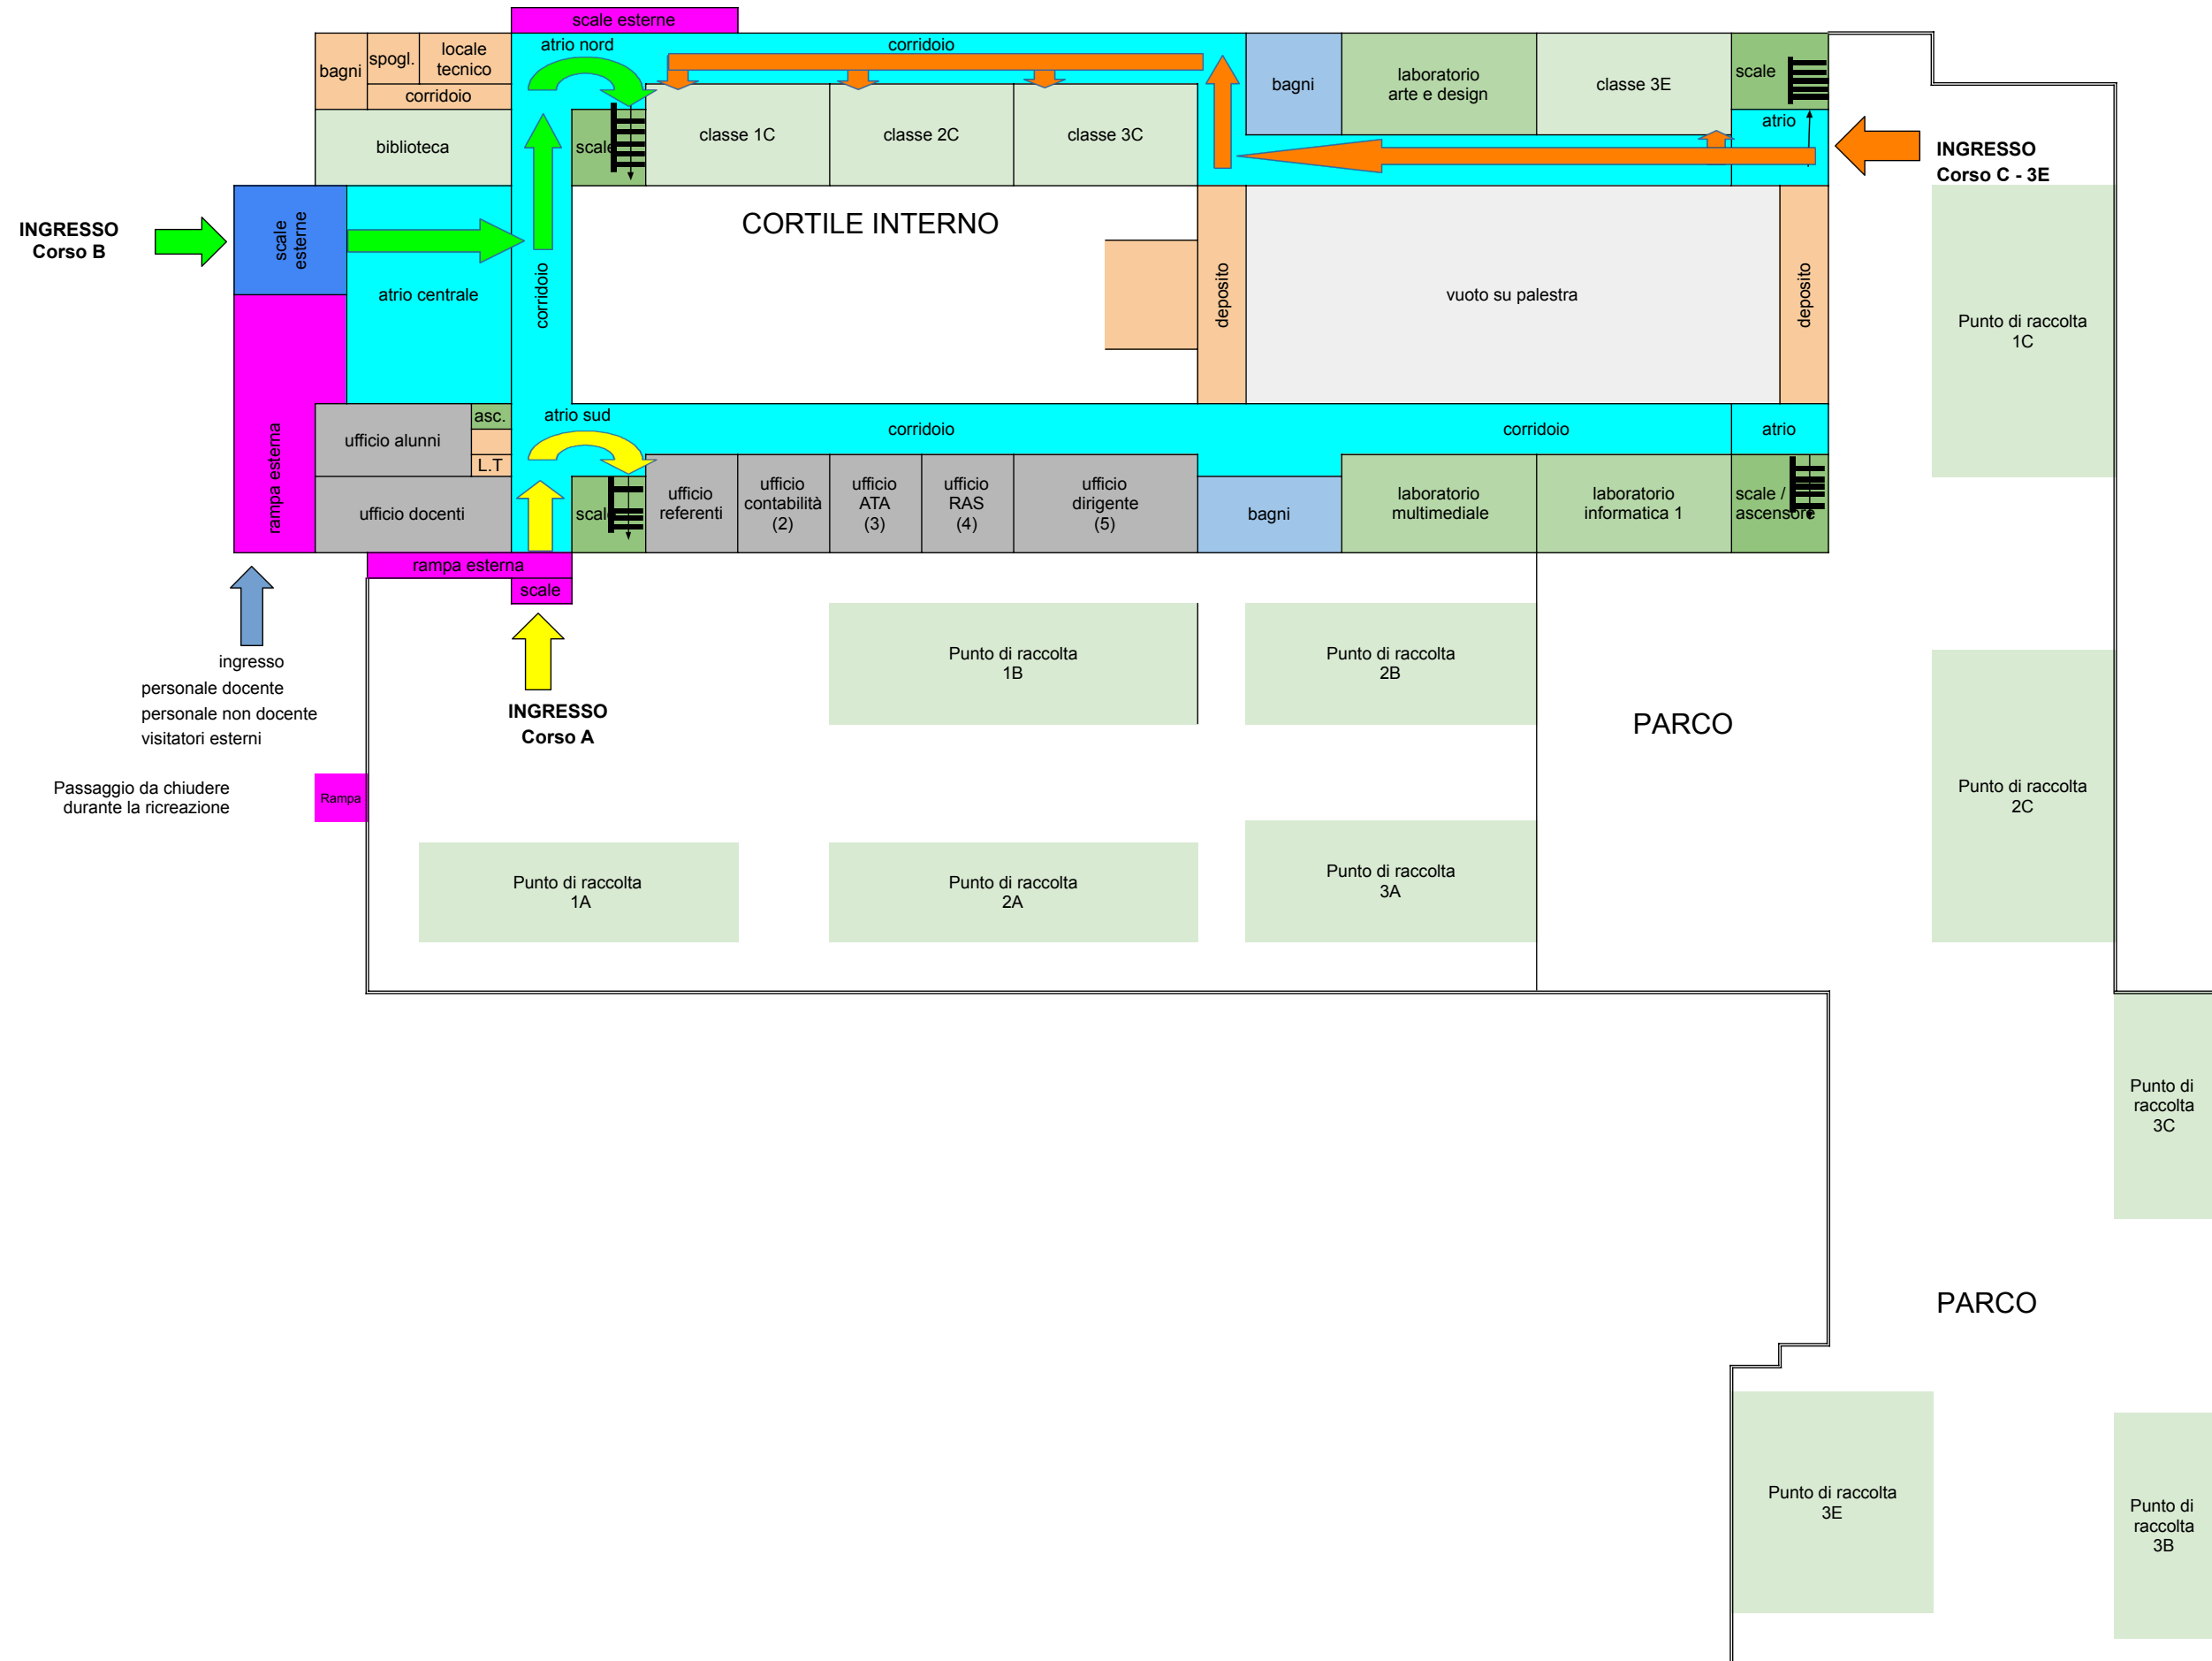 scale esterne
atrio nord
corridoio
bagni
spogl.
locale
tecnico
corridoio
bagni
laboratorio
arte e design
classe 3E
scale
atrio
biblioteca
scale
classe 1C
classe 2C
classe 3C
INGRESSO
Corso C - 3E
INGRESSO
Corso B
scale
esterne
CORTILE INTERNO
atrio centrale
corridoio
deposito
vuoto su palestra
deposito
Punto di raccolta
1C
rampa esterna
ufficio alunni
asc.
L.T
atrio sud
corridoio
corridoio
atrio
ufficio docenti
scale
ufficio
referenti
ufficio
contabilità
(2)
ufficio
ATA
(3)
ufficio
RAS
(4)
ufficio
dirigente
(5)
bagni
laboratorio
multimediale
laboratorio
informatica 1
scale /
ascensore
rampa esterna
scale
ingresso
personale docente
personale non docente
visitatori esterni
INGRESSO
Corso A
Punto di raccolta
1B
Punto di raccolta
2B
PARCO
Punto di raccolta
2C
Passaggio da chiudere
durante la ricreazione
Rampa
Punto di raccolta
1A
Punto di raccolta
2A
Punto di raccolta
3A
Punto di
raccolta
3C
PARCO
Punto di raccolta
3E
Punto di
raccolta
3B